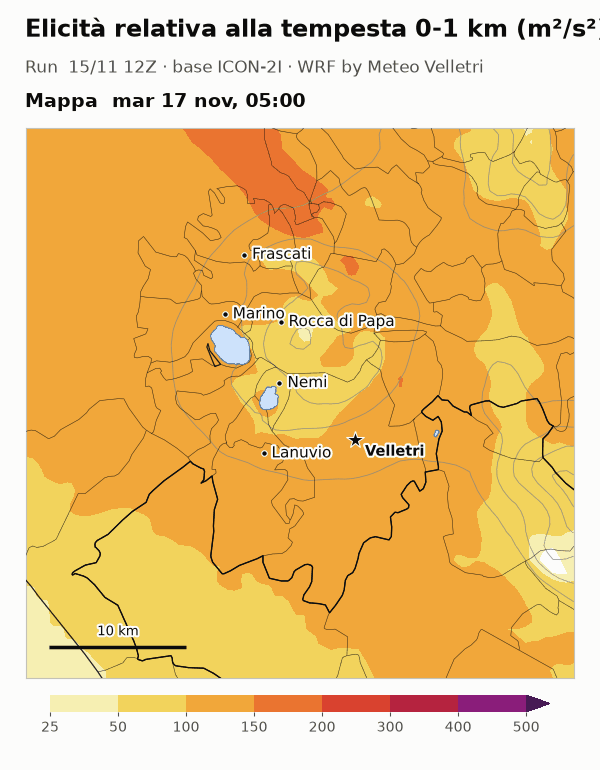 Elicità relativa alla tempesta 0-1 km (m²/s²)
Run  15/11 12Z · base ICON-2I · WRF by Meteo Velletri
Mappa  mar 17 nov, 05:00
Frascati
Marino
Rocca di Papa
Nemi
Velletri
Lanuvio
10 km
25 50 100 150 200 300 400 500